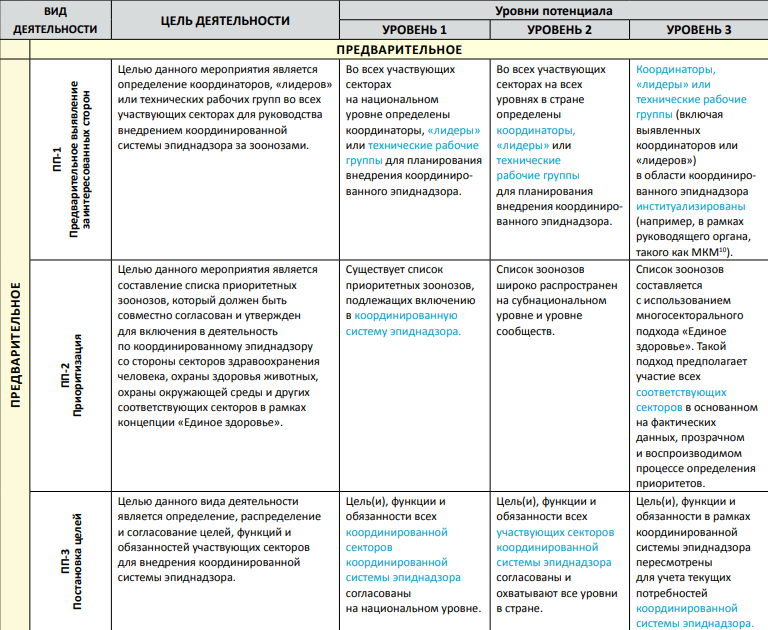 ВИД
ДЕЯТЕЛЬНОСТИ
ЦЕЛЬ ДЕЯТЕЛЬНОСТИ
Уровни потенциала
УРОВЕНЬ 1
УРОВЕНЬ 2
УРОВЕНЬ 3
ПРЕДВАРИТЕЛЬНОЕ
ПРЕДВАРИТЕЛЬНОЕ
ПП-1
Предварительное выявление
заинтересованных сторон
Целью данного мероприятия является
определение координаторов, «лидеров»
или технических рабочих групп во всех
участвующих секторах для руководства
внедрением координированной
системы эпиднадзора за зоонозами.
Во всех участвующих
секторах
на национальном
уровне определены
координаторы, «лидеры»
или технические рабочие
группы для планирования
внедрения координиро-
ванного эпиднадзора.
Во всех участвующих
секторах на всех
уровнях в стране
определены
координаторы,
«лидеры» или
технические
рабочие группы
для планирования
внедрения координиро-
ванного эпиднадзора.
Координаторы,
«лидеры» или
технические рабочие
группы (включая
выявленных
координаторов или
«лидеров»)
в области координиро-
ванного эпиднадзора
институализированы
(например, в рамках
руководящего органа,
такого как МКМ¹⁰).
ПП-2
Приоритизация
Целью данного мероприятия является
составление списка приоритетных
зоонозов, который должен быть
совместно согласован и утвержден
для включения в деятельность
по координированному эпиднадзору
со стороны секторов здравоохранения
человека, охраны здоровья животных,
охраны окружающей среды и других
соответствующих секторов в рамках
концепции «Единое здоровье».
Существует список
приоритетных зоонозов,
подлежащих включению
в координированную
систему эпиднадзора.
Список зоонозов
широко распространен
на субнациональном
уровне и уровне
сообществ.
Список зоонозов
составляется
с использованием
многосекторального
подхода «Единое
здоровье». Такой
подход предполагает
участие всех
соответствующих
секторов в основанном
на фактических
данных, прозрачном
и воспроизводимом
процессе определения
приоритетов.
ПП-3
Постановка целей
Целью данного вида деятельности
является определение, распределение
и согласование целей, функций и
обязанностей участвующих секторов
для внедрения координированной
системы эпиднадзора.
Цель(и), функции и
обязанности всех
координированной
секторов
координированной
системы эпиднадзора
согласованы
на национальном уровне.
Цель(и), функции и
обязанности всех
участвующих секторов
координированной
системы эпиднадзора
согласованы и
охватывают все уровни
в стране.
Цель(и), функции и
обязанности в рамках
координированной
системы эпиднадзора
пересмотрены
для учета текущих
потребностей
координированной
системы эпиднадзора.